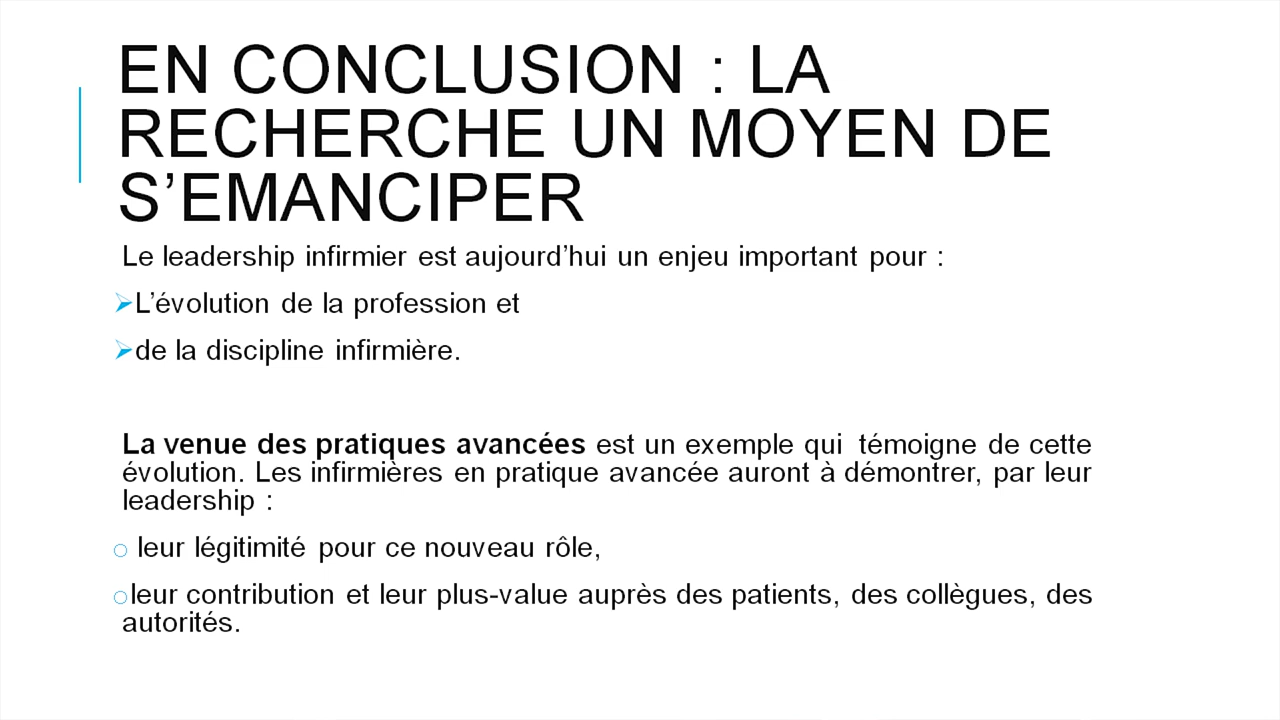 EN CONCLUSION : LA
RECHERCHE UN MOYEN DE
S’EMANCIPER
Le leadership infirmier est aujourd’hui un enjeu important pour :
L’évolution de la profession et
de la discipline infirmière.
La venue des pratiques avancées est un exemple qui témoigne de cette
évolution. Les infirmières en pratique avancée auront à démontrer, par leur
leadership :
leur légitimité pour ce nouveau rôle,
leur contribution et leur plus-value auprès des patients, des collègues, des
autorités.